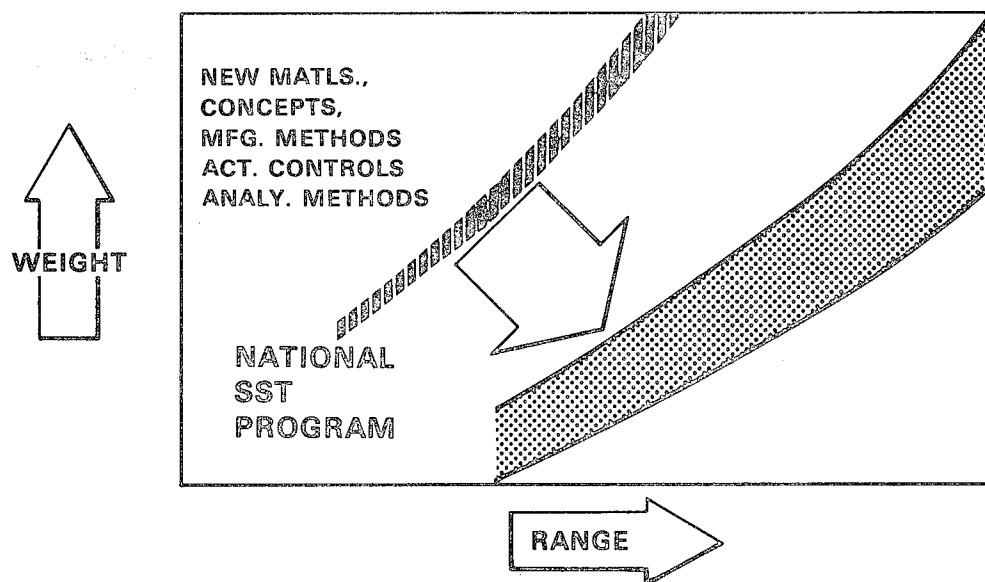 NEW MATLS.,
CONCEPTS,
MFG. METHODS
ACT. CONTROLS
ANALY. METHODS
WEIGHT
NATIONAL
SST
PROGRAM
RANGE